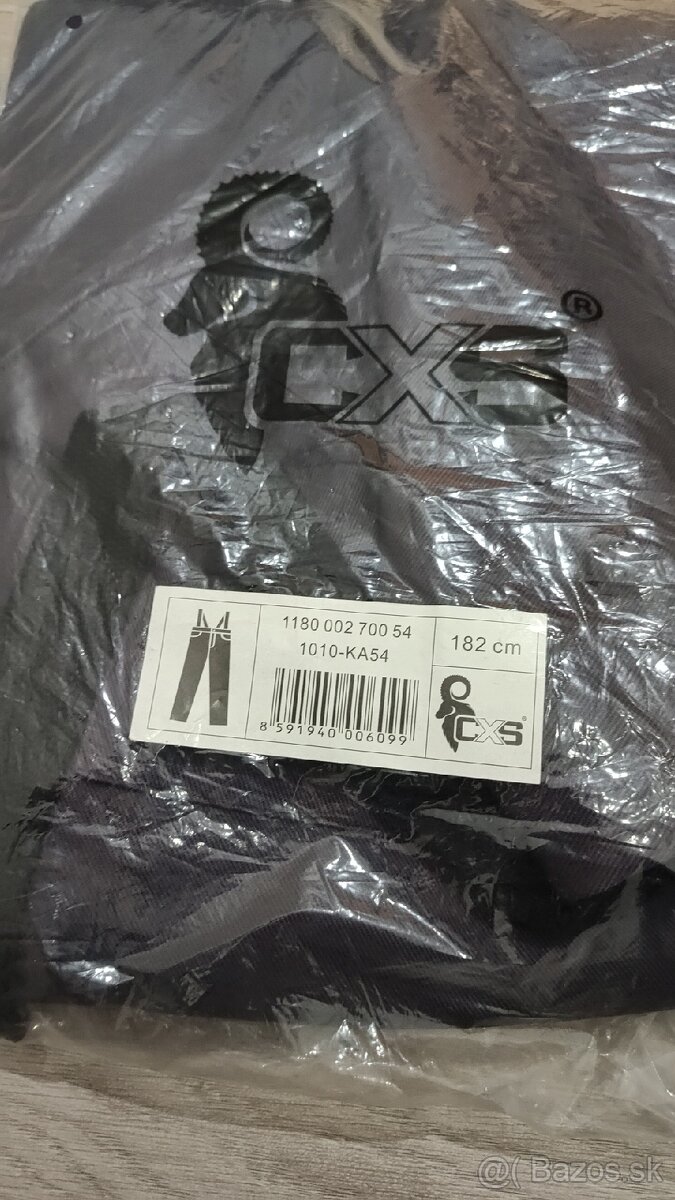 CXS®
1180 002 700 54
1010-KA54
8 591940 006099
182 cm
CXS®
@( Bazos.sk